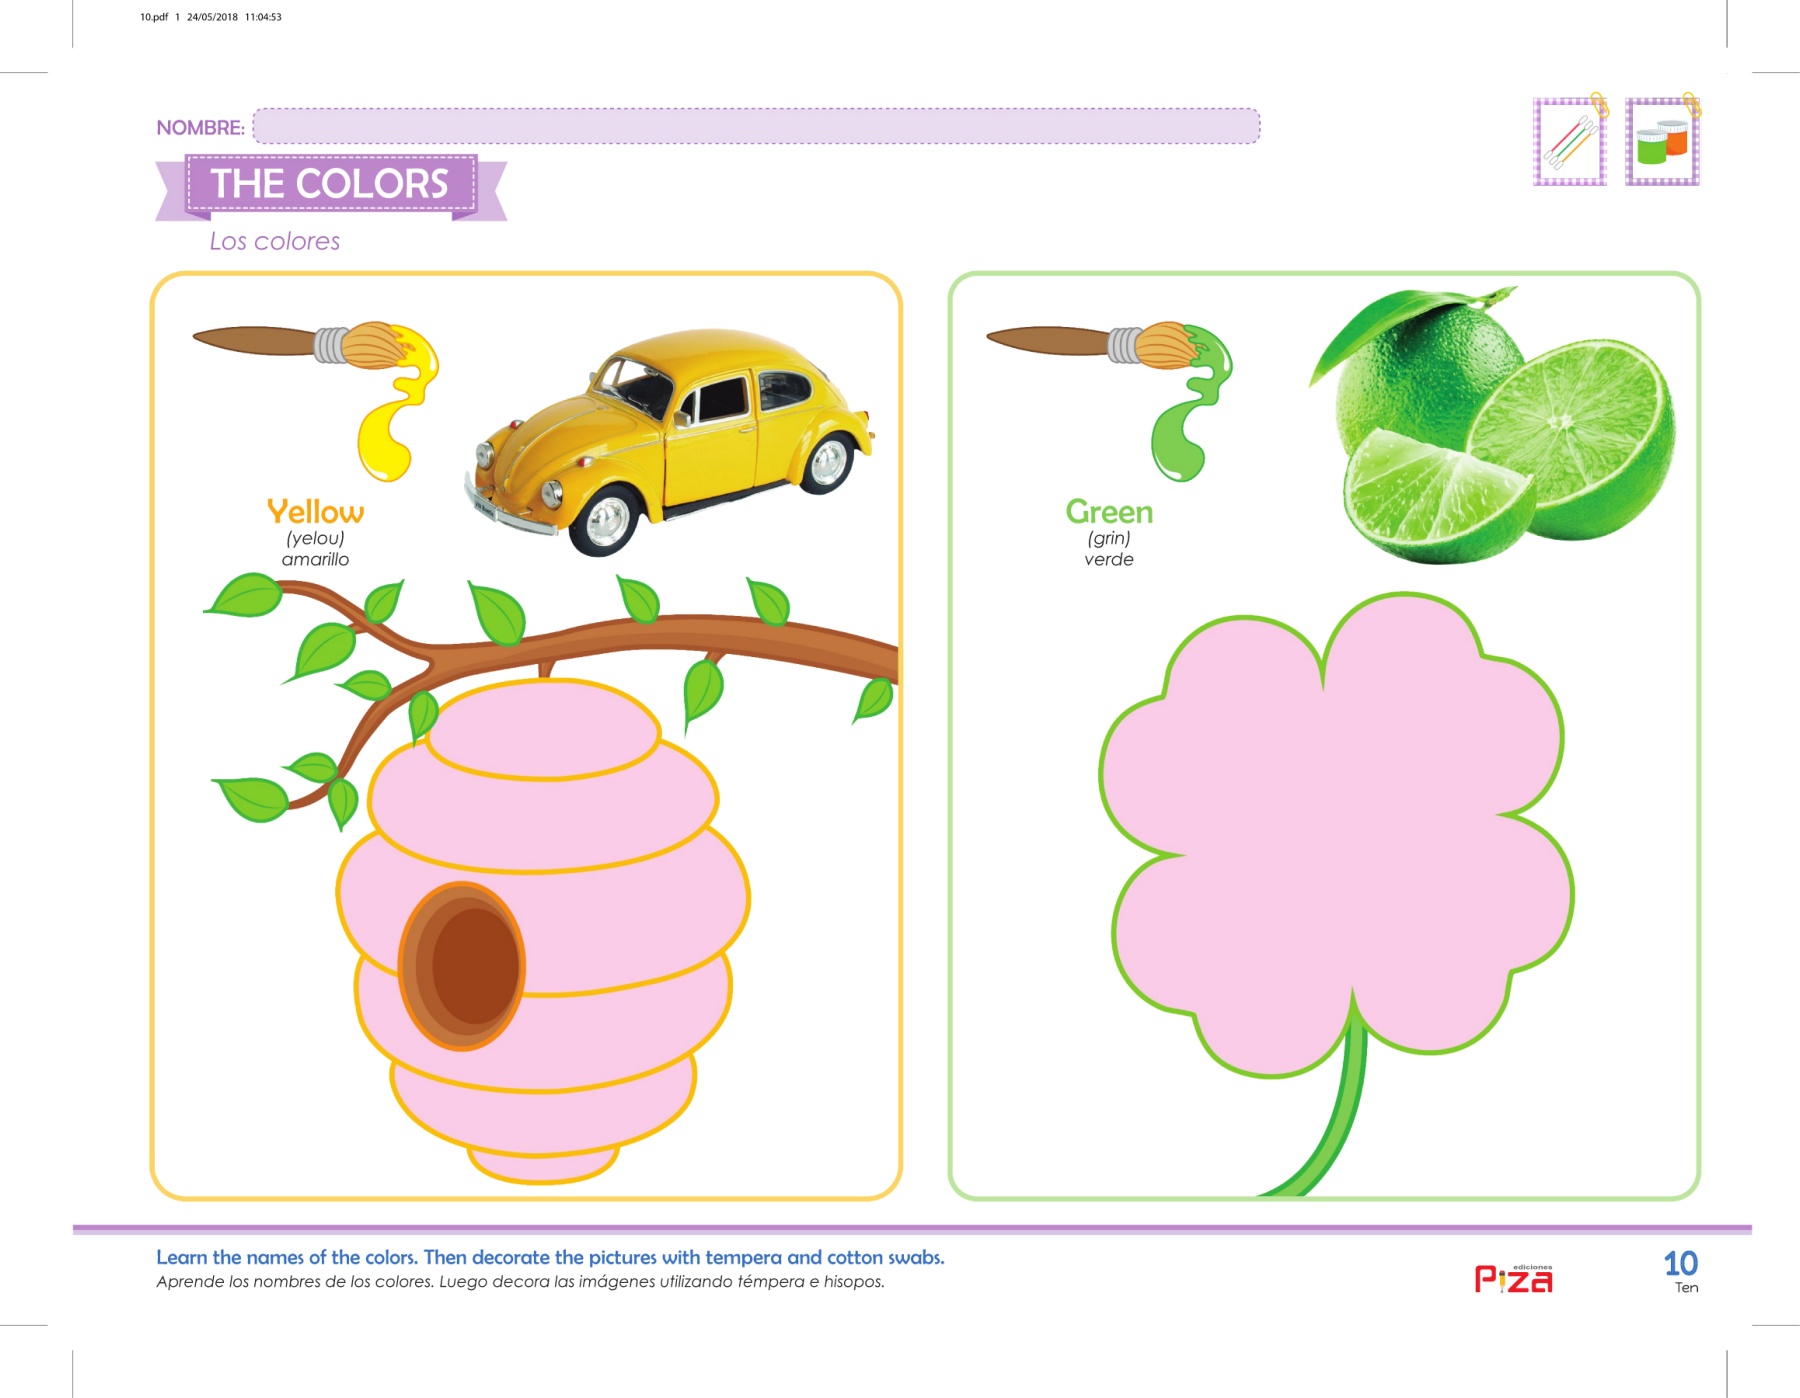 10.pdf 1 24/05/2018 11:04:53
NOMBRE:
THE COLORS
Los colores
Yellow
(yelou)
amarillo
Green
(grin)
verde
Learn the names of the colors. Then decorate the pictures with tempera and cotton swabs.
Aprende los nombres de los colores. Luego decora las imágenes utilizando témpera e hisopos.
ediciones
Piza
10
Ten